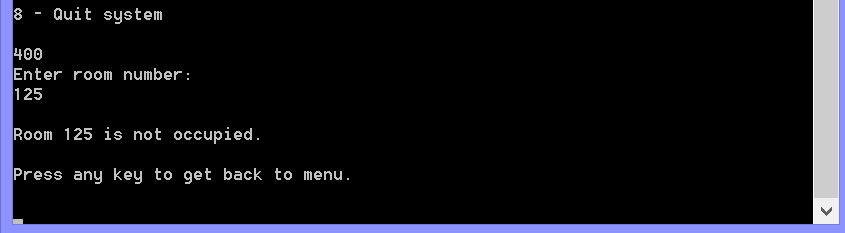 8 - Quit system
400
Enter room number:
125
Room 125 is not occupied.
Press any key to get back to menu.